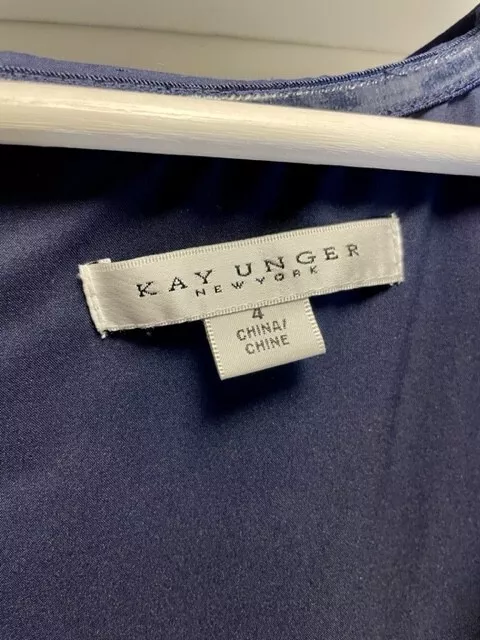 KAY UNGER
NEW YORK
4
CHINA/
CHINE